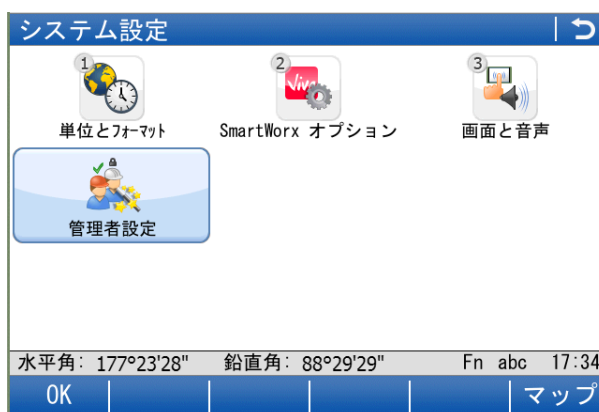 システム設定
1
2
3
Viva
単位とフォーマット
SmartWorx オプション
画面と音声
管理者設定
水平角: 177°23'28" 鉛直角: 88°29'29" Fn abc 17:34
OK マップ